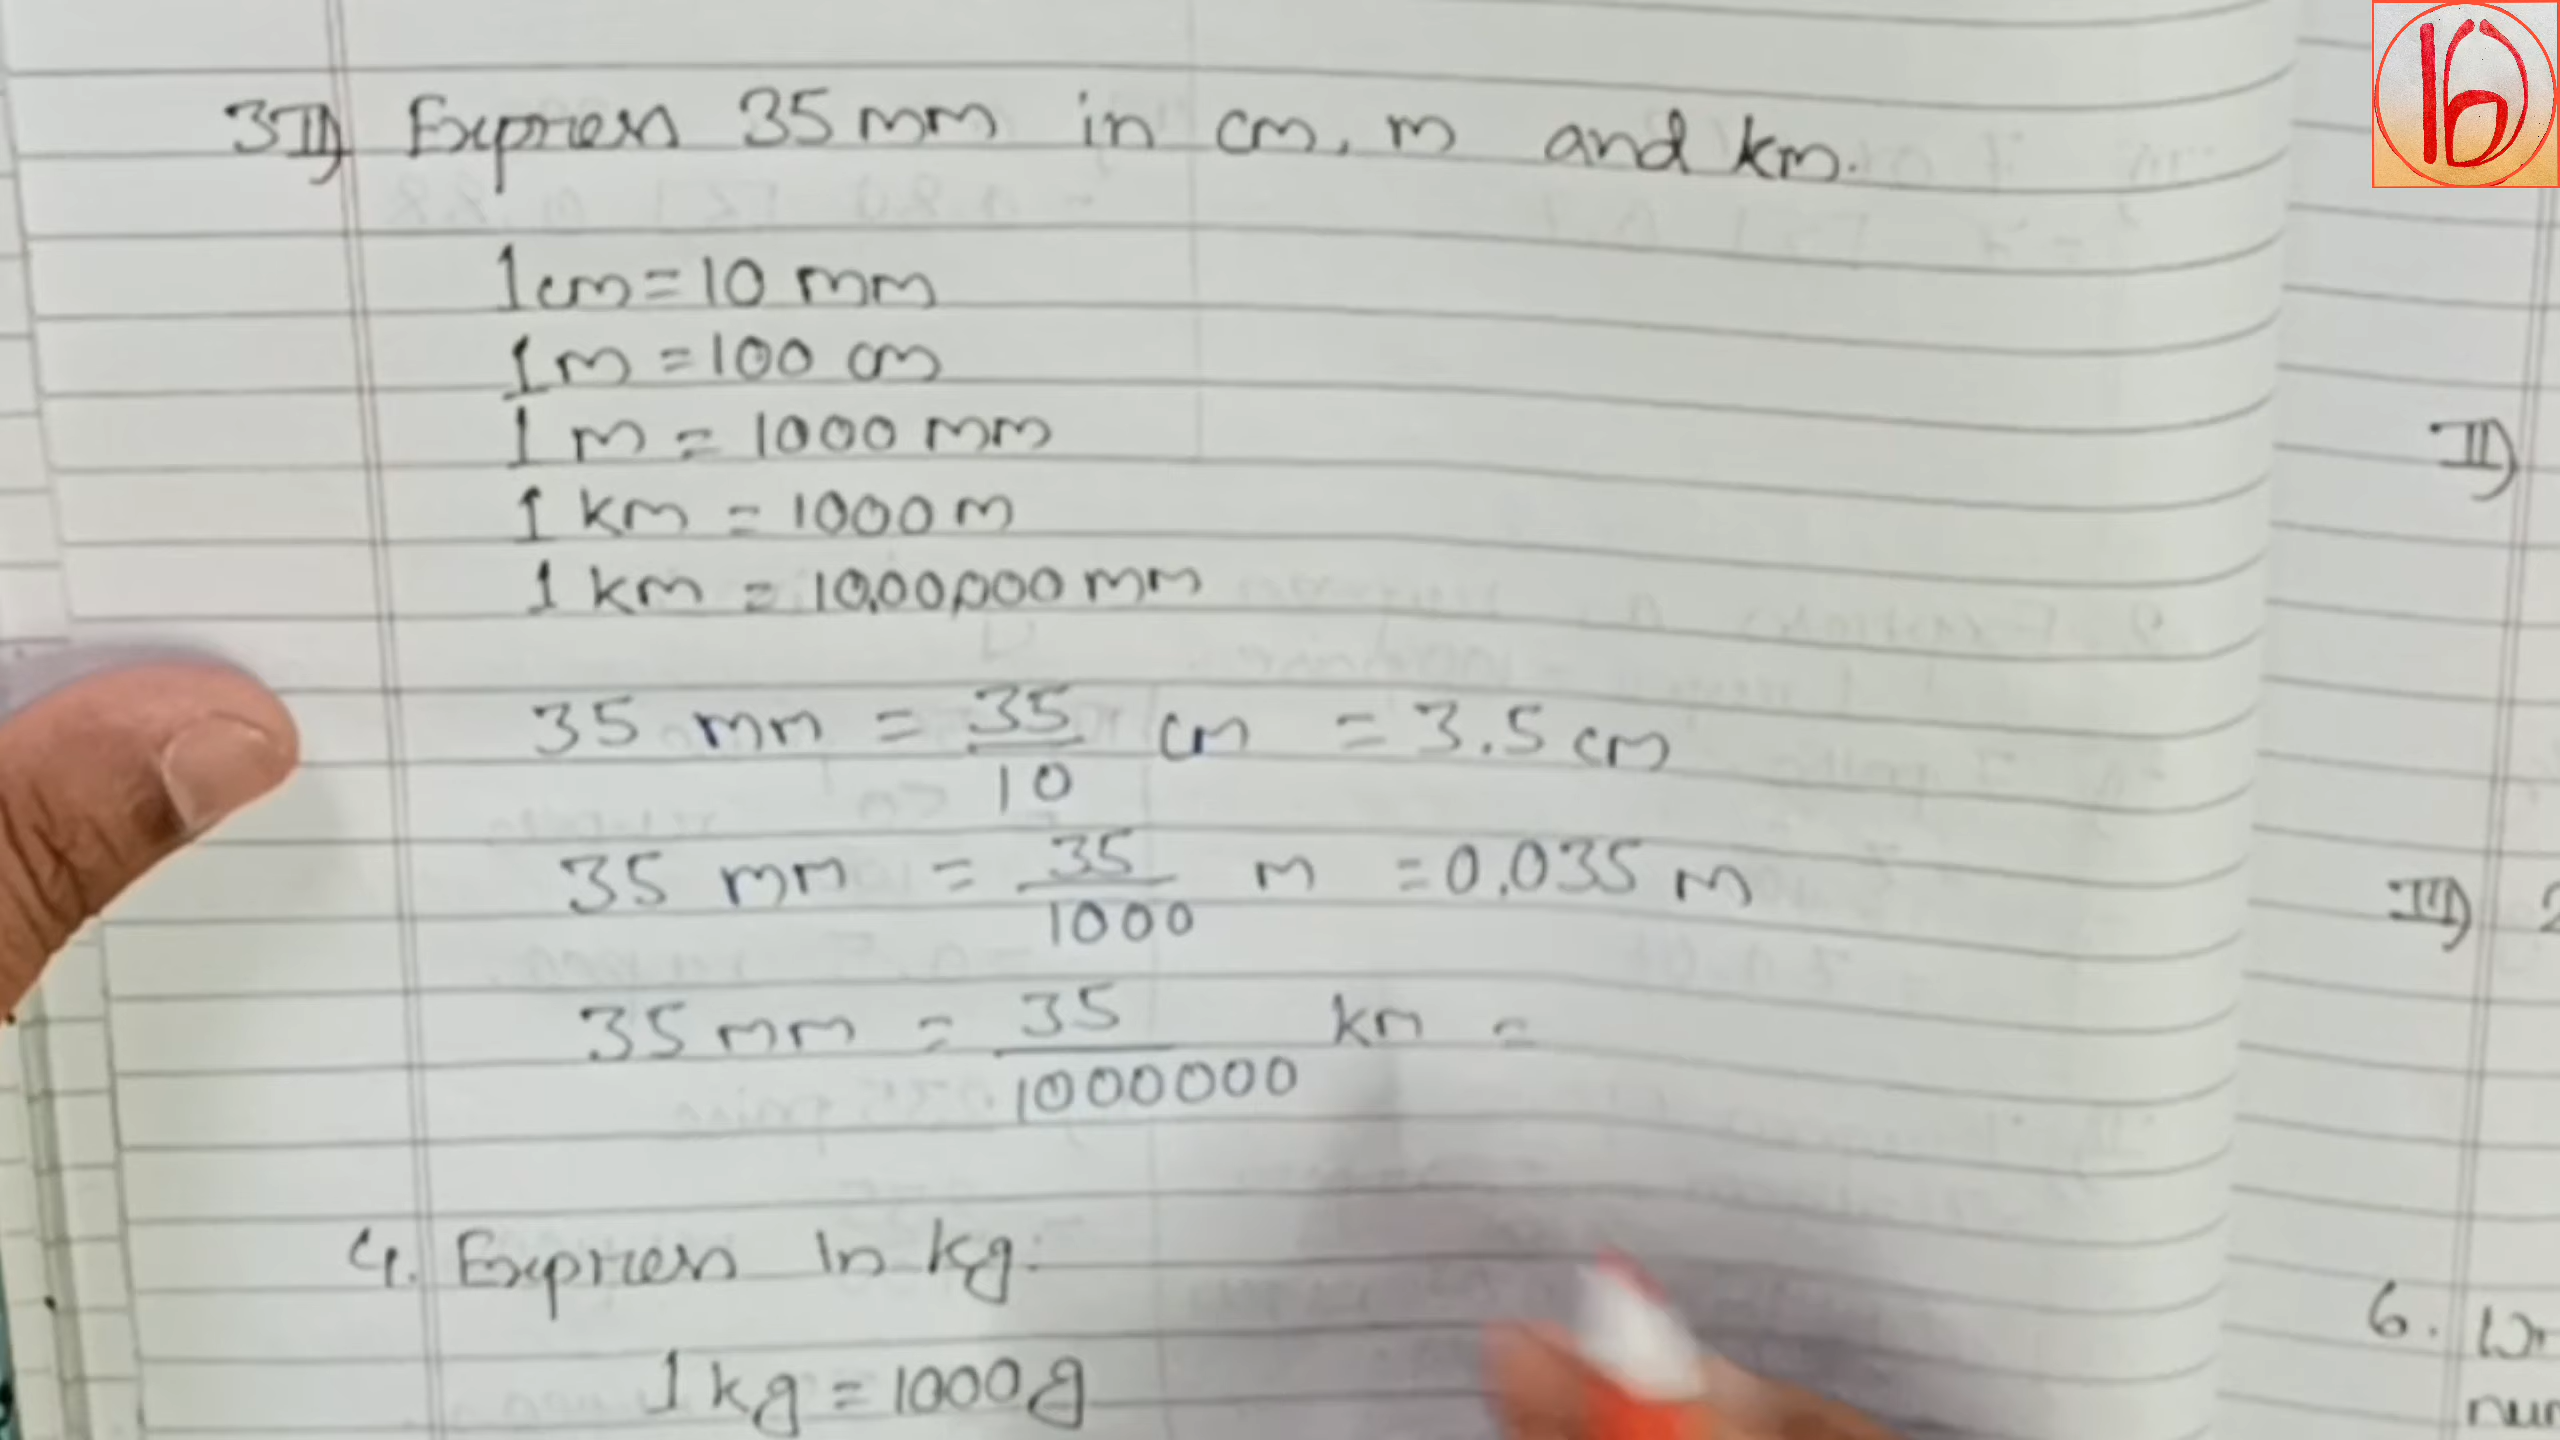 3II) Express 35 mm in cm, m and km.
1 cm = 10 mm
1 m = 100 cm
1 m = 1000 mm
1 km = 1000 m
1 km = 10,00,000 mm
35 mm = 35/10 cm = 3.5 cm
35 mm = 35/1000 m = 0.035 m
35 mm = 35/1000000 km =
4. Express in kg.
1 kg = 1000 g
II)
III) 2
6.